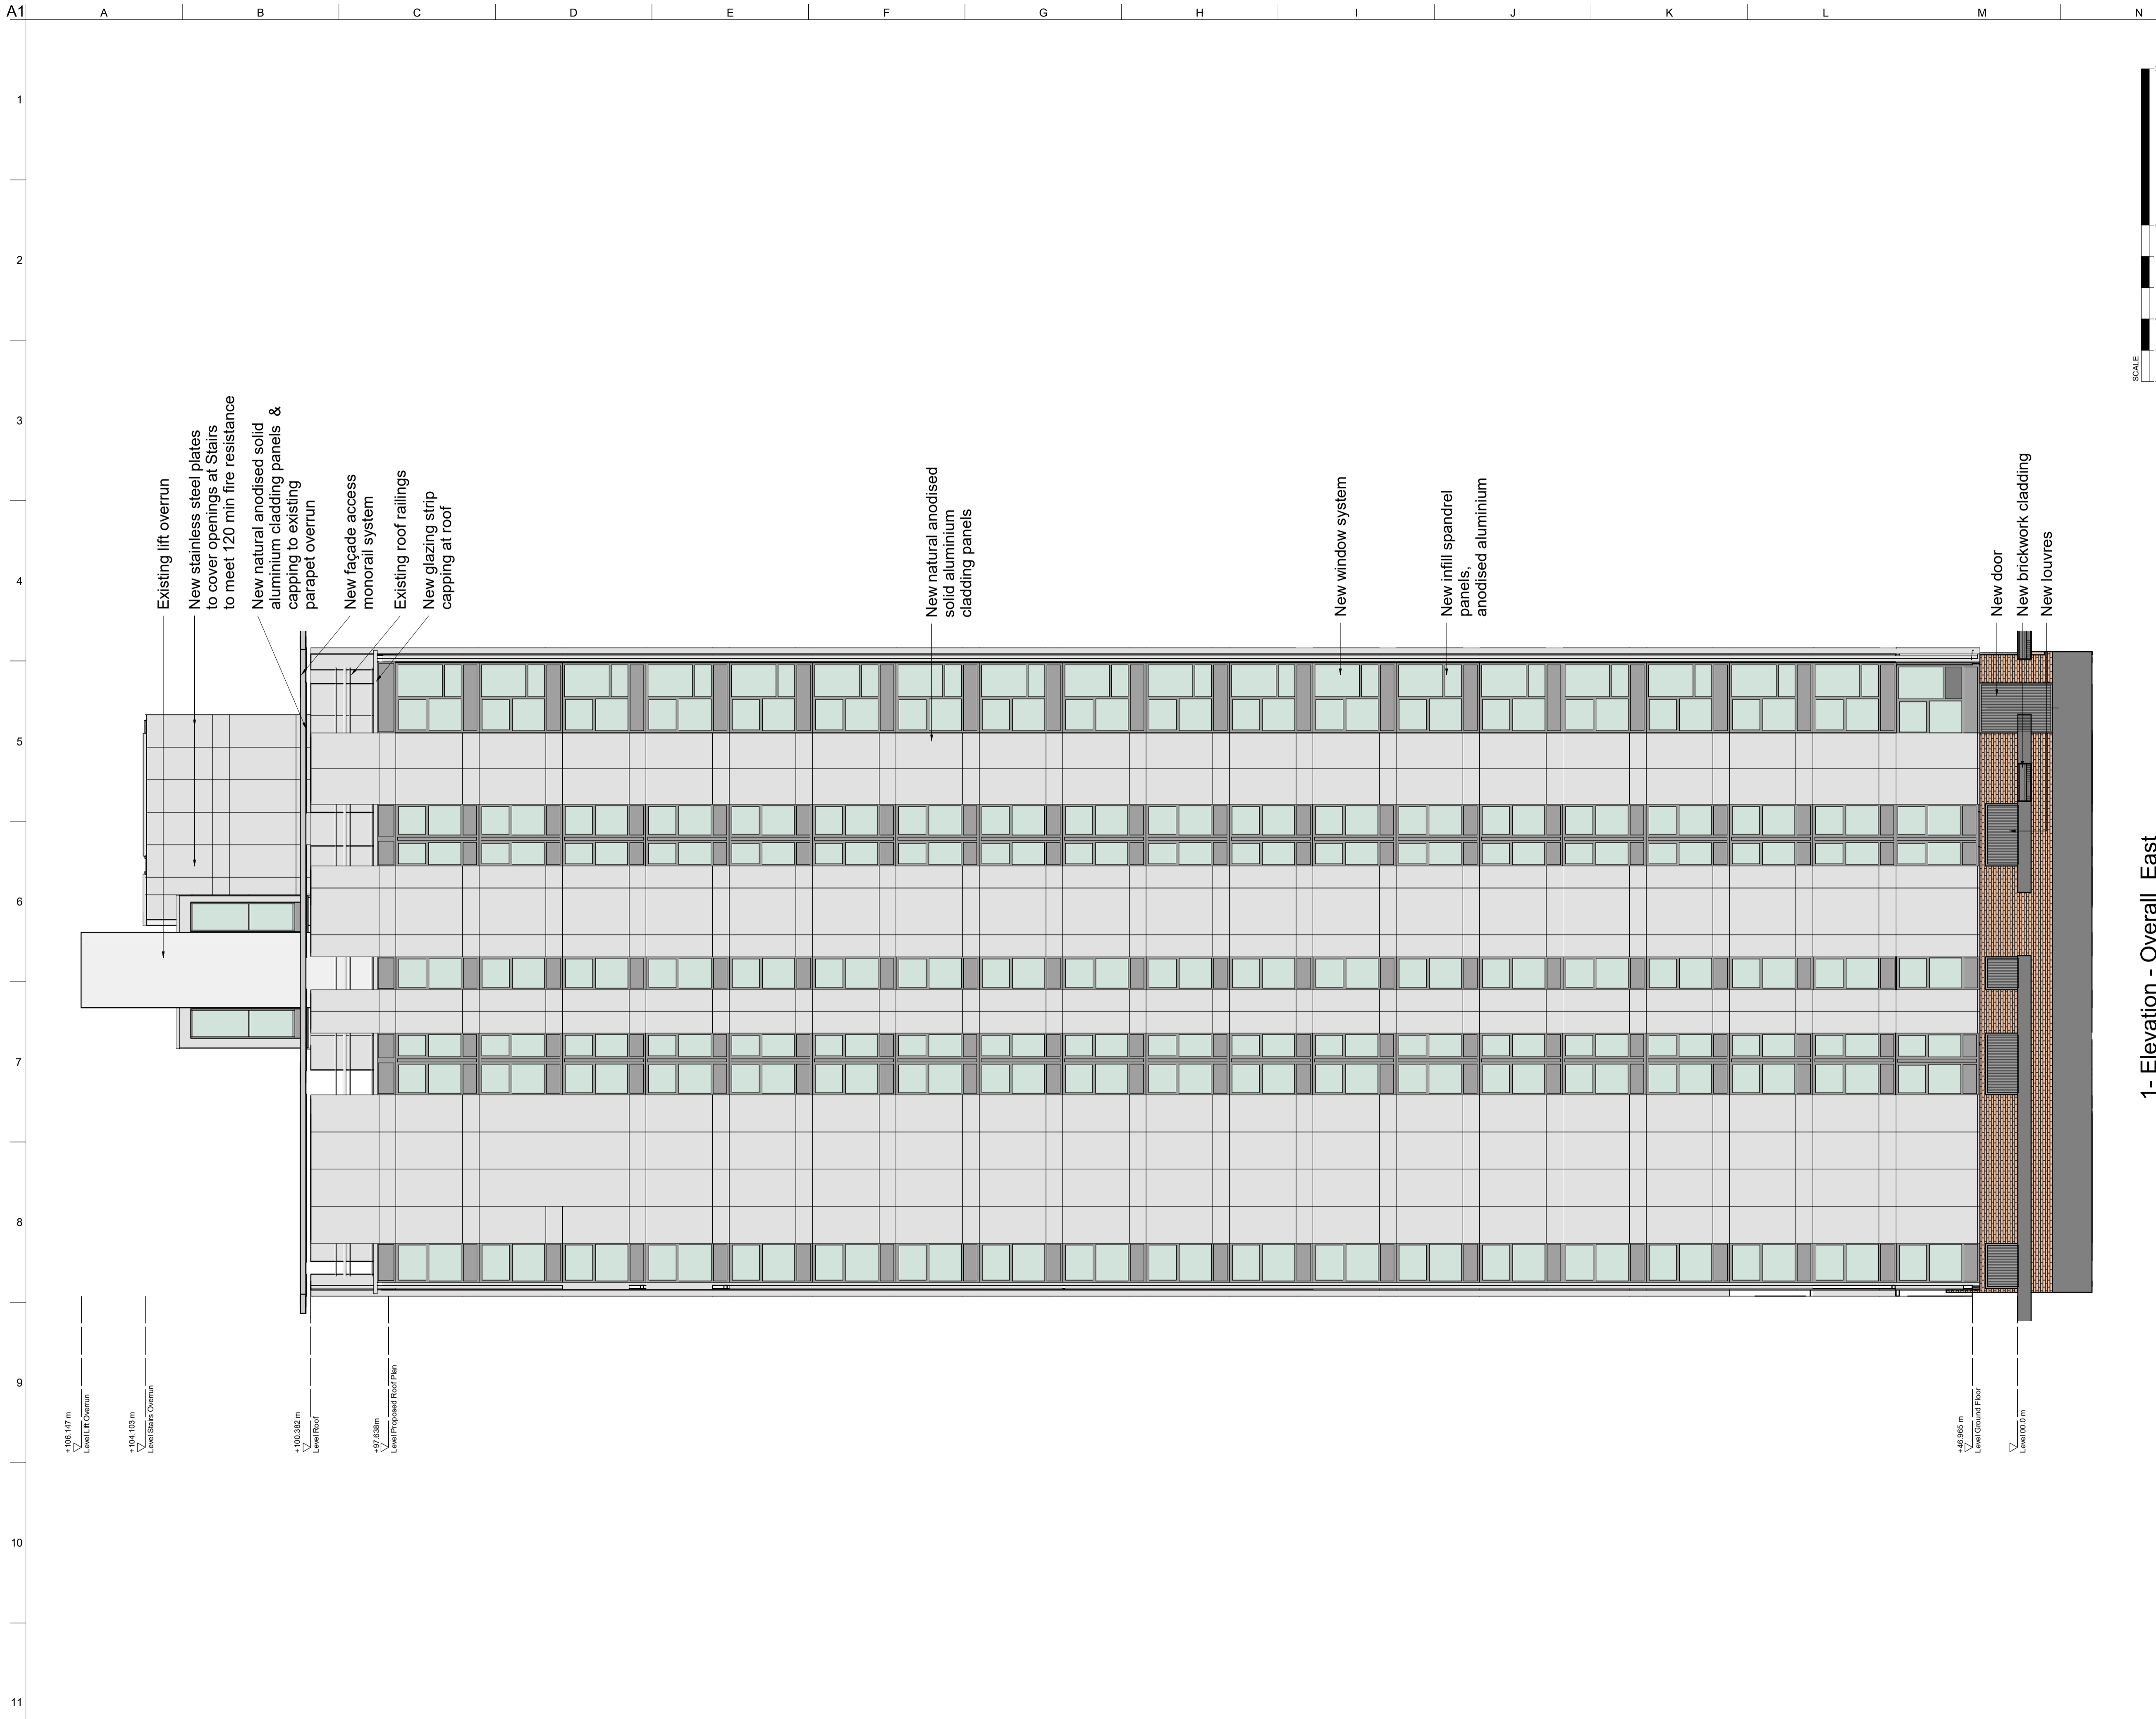 A1
A
B
C
D
E
F
G
H
I
J
K
L
M
N
1
2
3
4
5
6
7
8
9
10
11
SCALE
Existing lift overrun
New stainless steel plates
to cover openings at Stairs
to meet 120 min fire resistance
New natural anodised solid
aluminium cladding panels &
capping to existing
parapet overrun
New façade access
monorail system
Existing roof railings
New glazing strip
capping at roof
New natural anodised
solid aluminium
cladding panels
New window system
New infill spandrel
panels,
anodised aluminium
New door
New brickwork cladding
New louvres
+106.147 m
Level Lift Overrun
+104.103 m
Level Stairs Overrun
+100.382 m
Level Roof
+97.638m
Level Proposed Roof Plan
+46.965 m
Level Ground Floor
Level 00.0 m
1- Elevation - Overall East